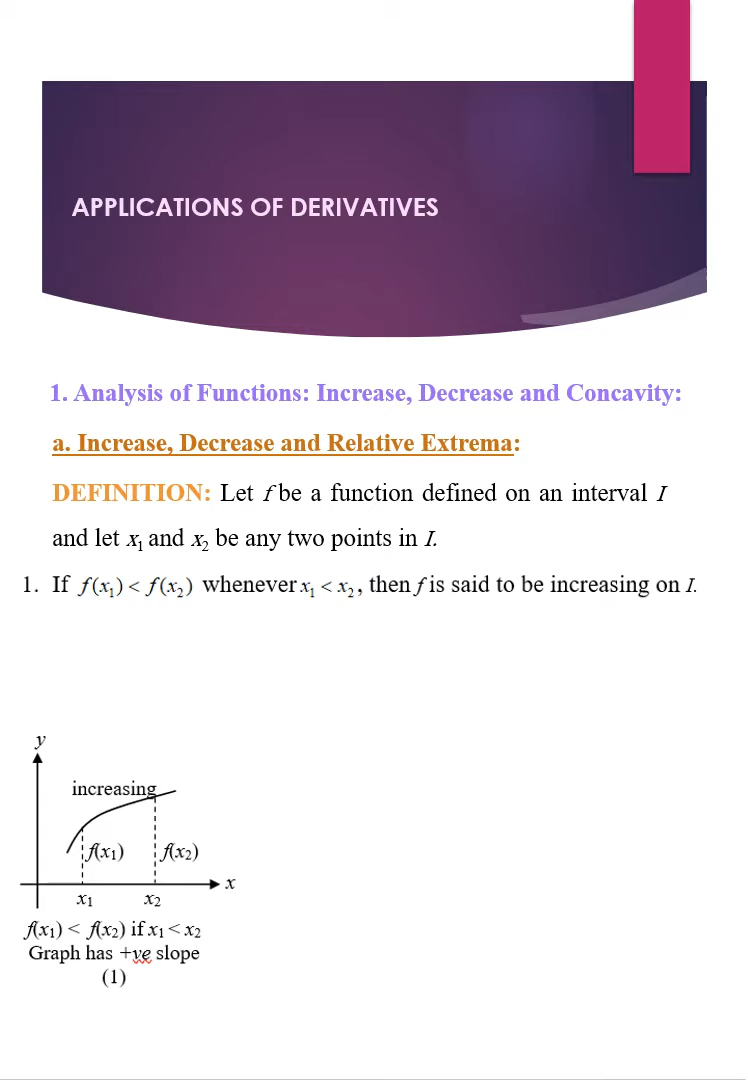 APPLICATIONS OF DERIVATIVES
1. Analysis of Functions: Increase, Decrease and Concavity:
a. Increase, Decrease and Relative Extrema:
DEFINITION: Let f be a function defined on an interval I
and let x₁ and x₂ be any two points in I.
1. If f(x₁) < f(x₂) whenever x₁ < x₂, then f is said to be increasing on I.
y
increasing
f(x1) f(x2)
x
x1 x2
f(x1) < f(x2) if x1 < x2
Graph has +ve slope
(1)